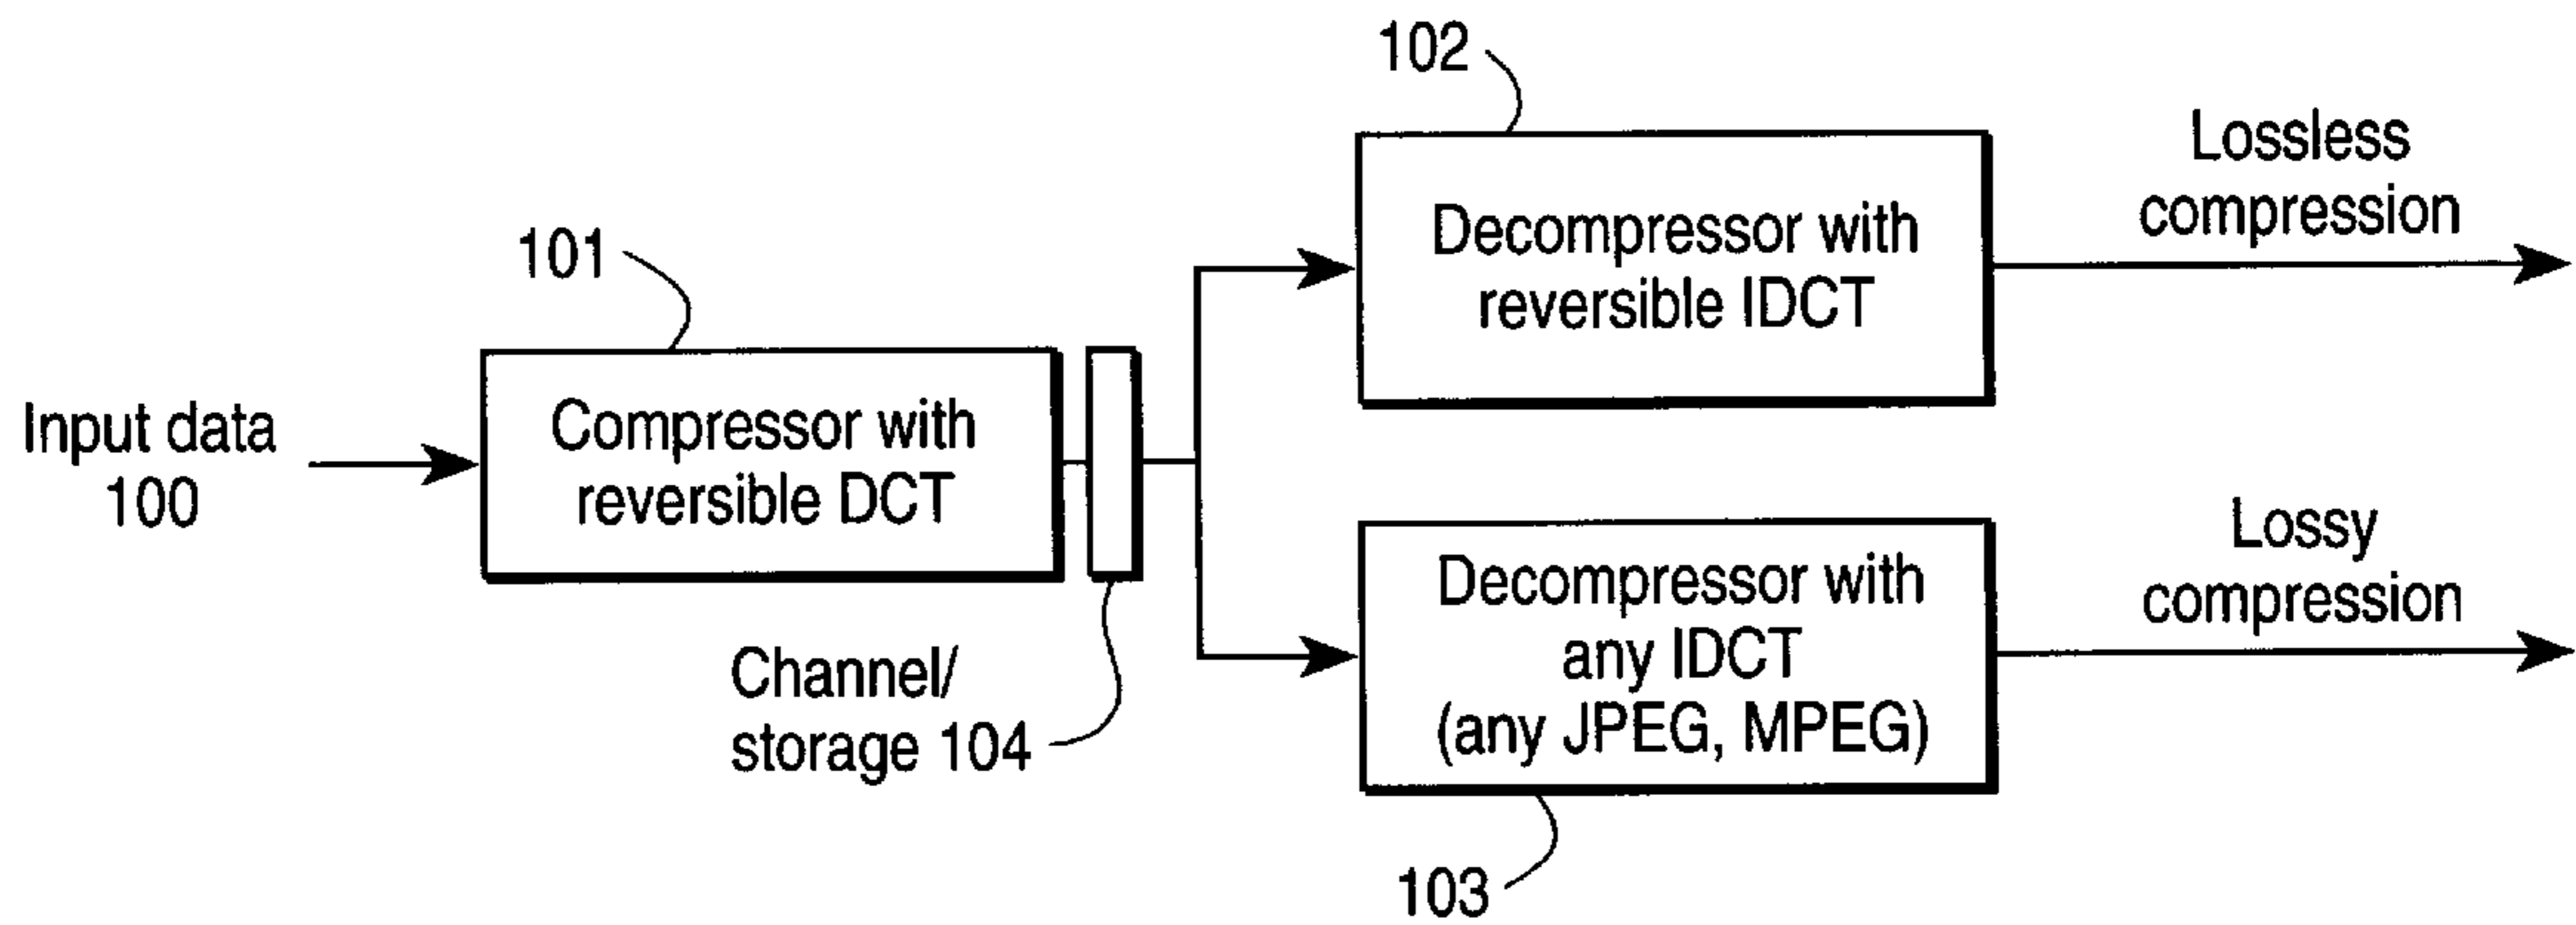 102
Lossless
compression
Decompressor with
reversible IDCT
101
Input data
100
Compressor with
reversible DCT
Channel/
storage 104
Lossy
compression
Decompressor with
any IDCT
(any JPEG, MPEG)
103